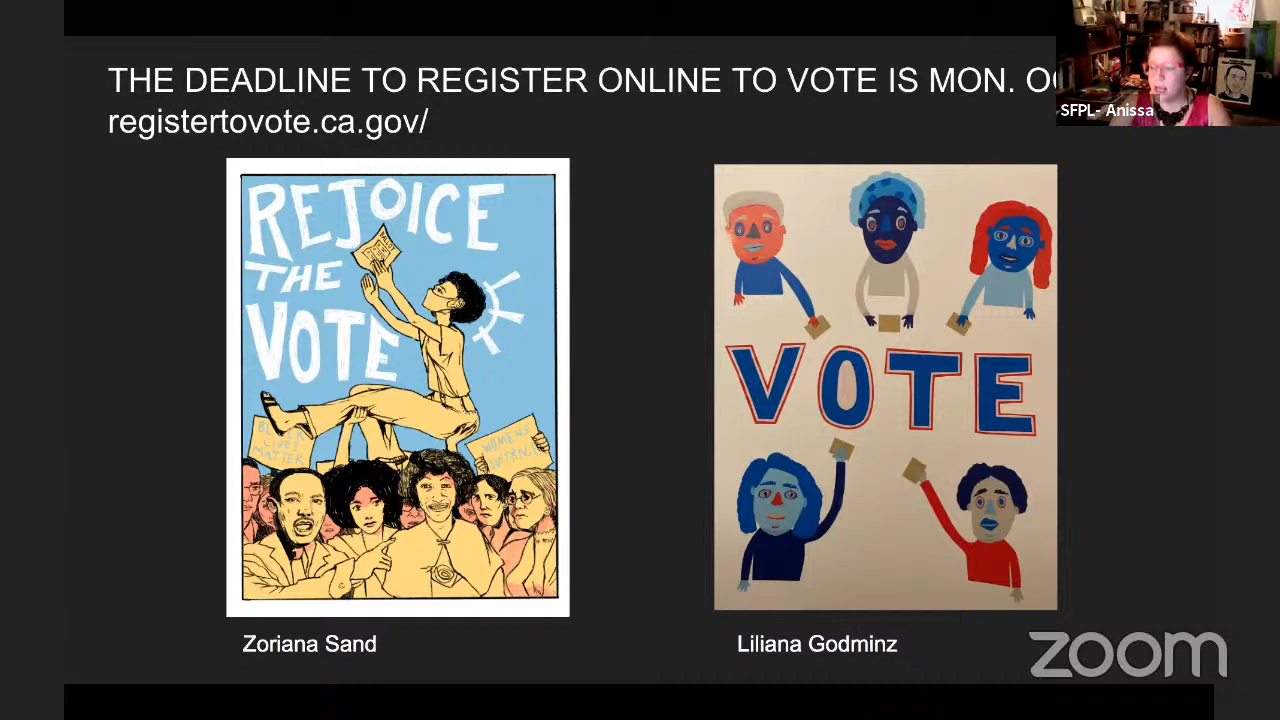 THE DEADLINE TO REGISTER ONLINE TO VOTE IS MON.
registertovote.ca.gov/
SFPL- Anissa
REJOICE
THE
VOTE
LIVES
MATTER
WOMENS
VOTE
Zoriana Sand
Liliana Godminz
zoom